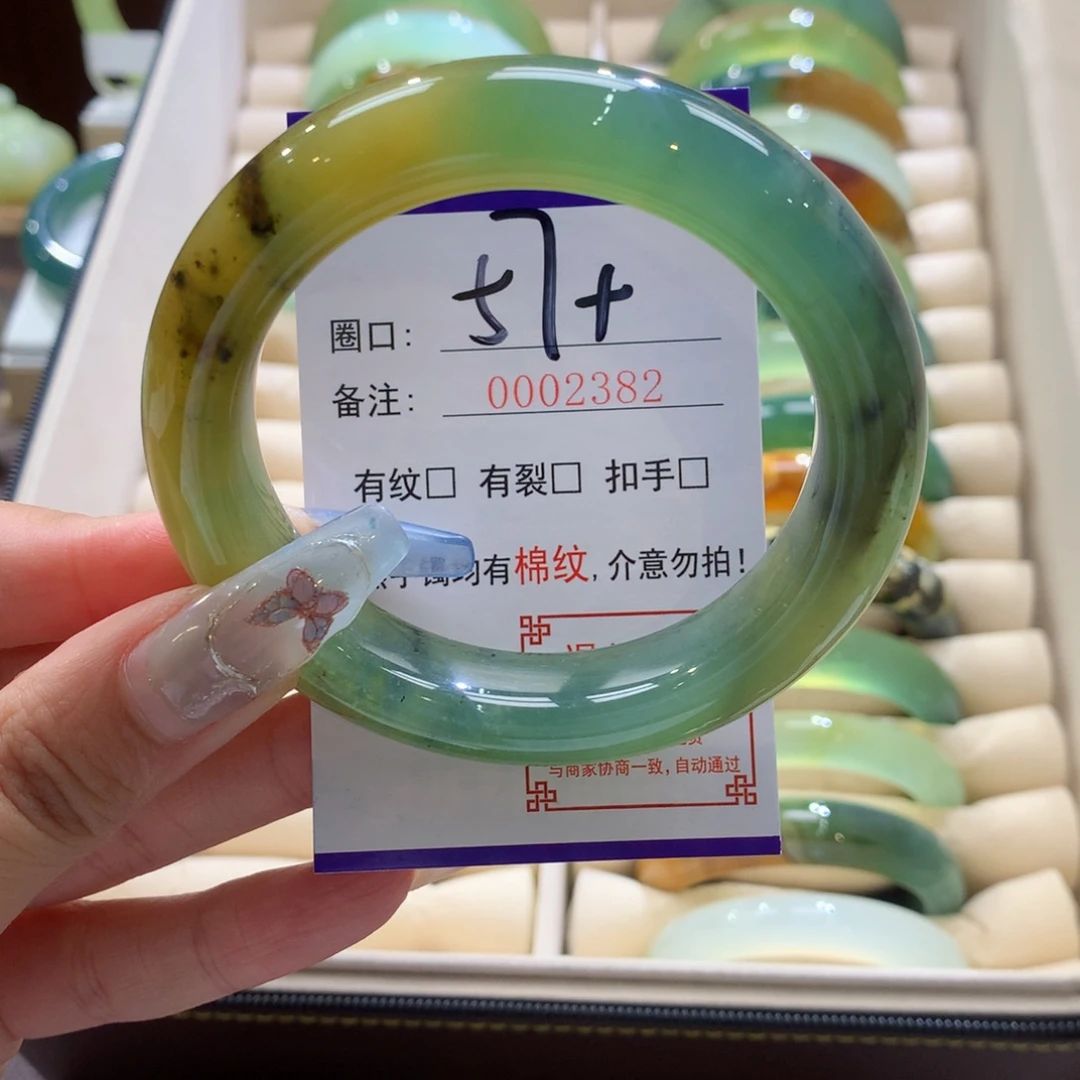 圈口: 57+
备注: 0002382
有纹□ 有裂□ 扣手□
均有棉纹,介意勿拍!
与商家协商一致,自动通过